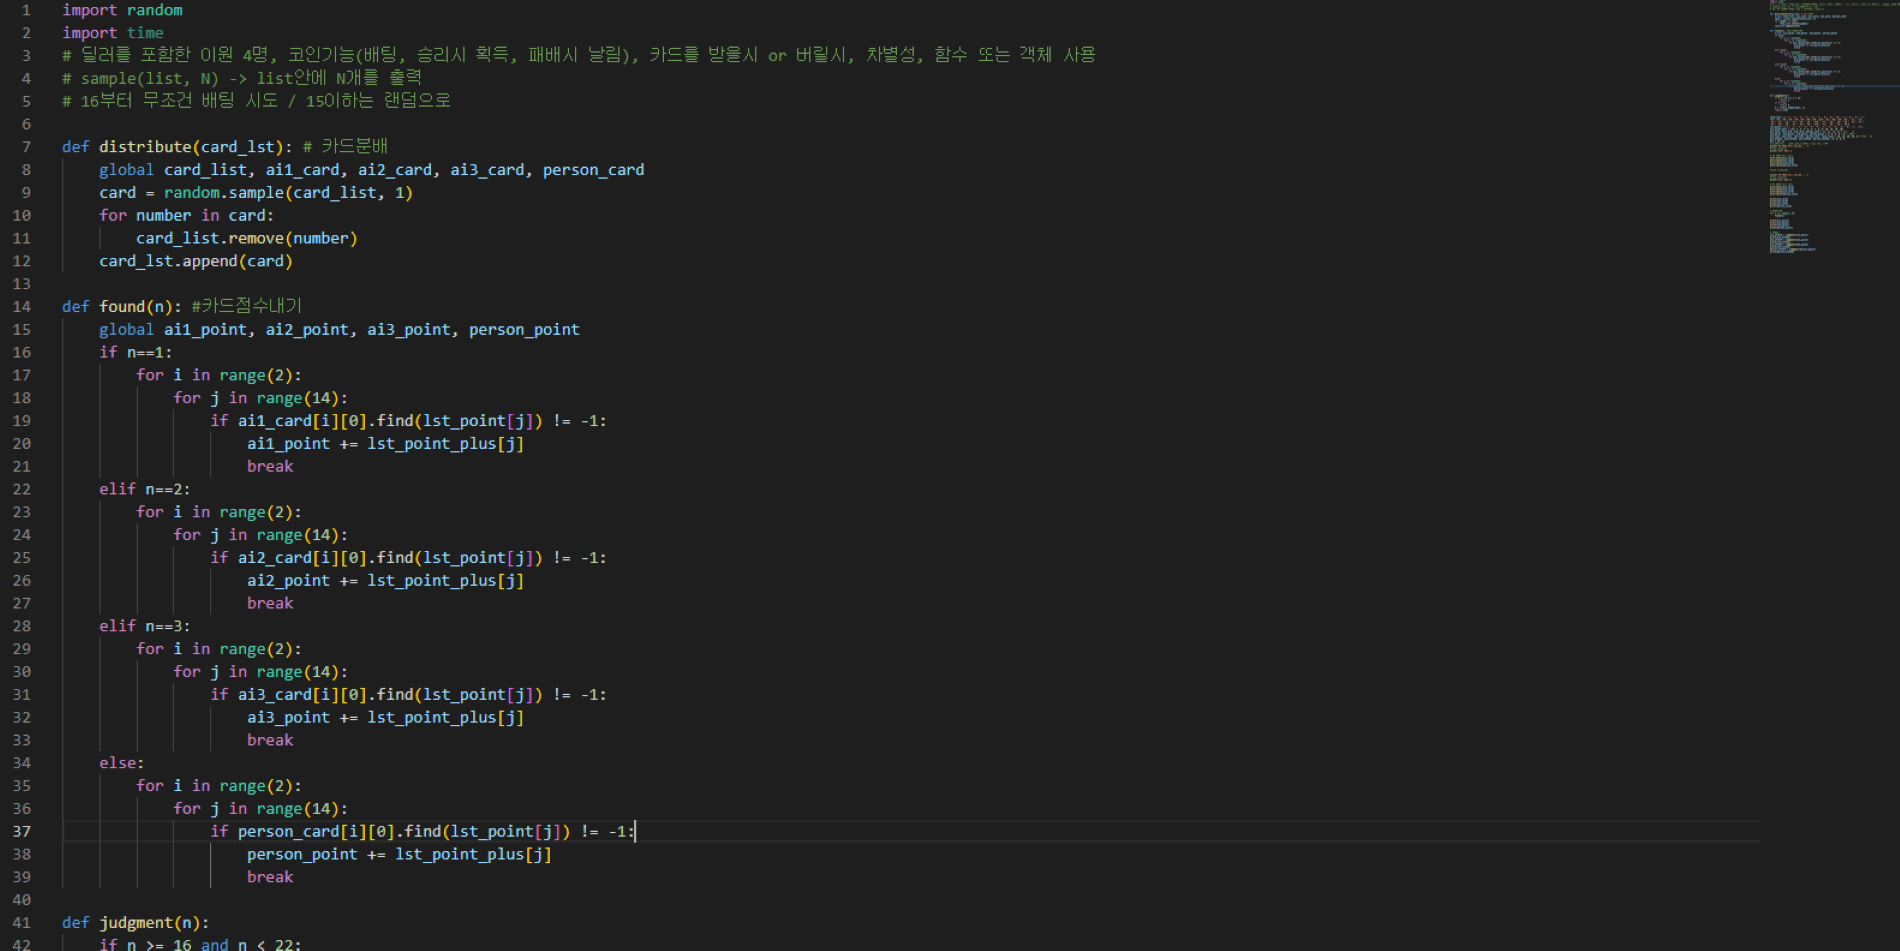 1 import random
2 import time
3 # 딜러를 포함한 이원 4명, 코인기능(배팅, 승리시 획득, 패배시 날림), 카드를 받을시 or 버릴시, 차별성, 함수 또는 객체 사용
4 # sample(list, N) -> list안에 N개를 출력
5 # 16부터 무조건 배팅 시도 / 15이하는 랜덤으로
6
7 def distribute(card_lst): # 카드분배
8 global card_list, ai1_card, ai2_card, ai3_card, person_card
9 card = random.sample(card_list, 1)
10 for number in card:
11 card_list.remove(number)
12 card_lst.append(card)
13
14 def found(n): #카드점수내기
15 global ai1_point, ai2_point, ai3_point, person_point
16 if n==1:
17 for i in range(2):
18 for j in range(14):
19 if ai1_card[i][0].find(lst_point[j]) != -1:
20 ai1_point += lst_point_plus[j]
21 break
22 elif n==2:
23 for i in range(2):
24 for j in range(14):
25 if ai2_card[i][0].find(lst_point[j]) != -1:
26 ai2_point += lst_point_plus[j]
27 break
28 elif n==3:
29 for i in range(2):
30 for j in range(14):
31 if ai3_card[i][0].find(lst_point[j]) != -1:
32 ai3_point += lst_point_plus[j]
33 break
34 else:
35 for i in range(2):
36 for j in range(14):
37 if person_card[i][0].find(lst_point[j]) != -1:
38 person_point += lst_point_plus[j]
39 break
40
41 def judgment(n):
42 if n >= 16 and n < 22: